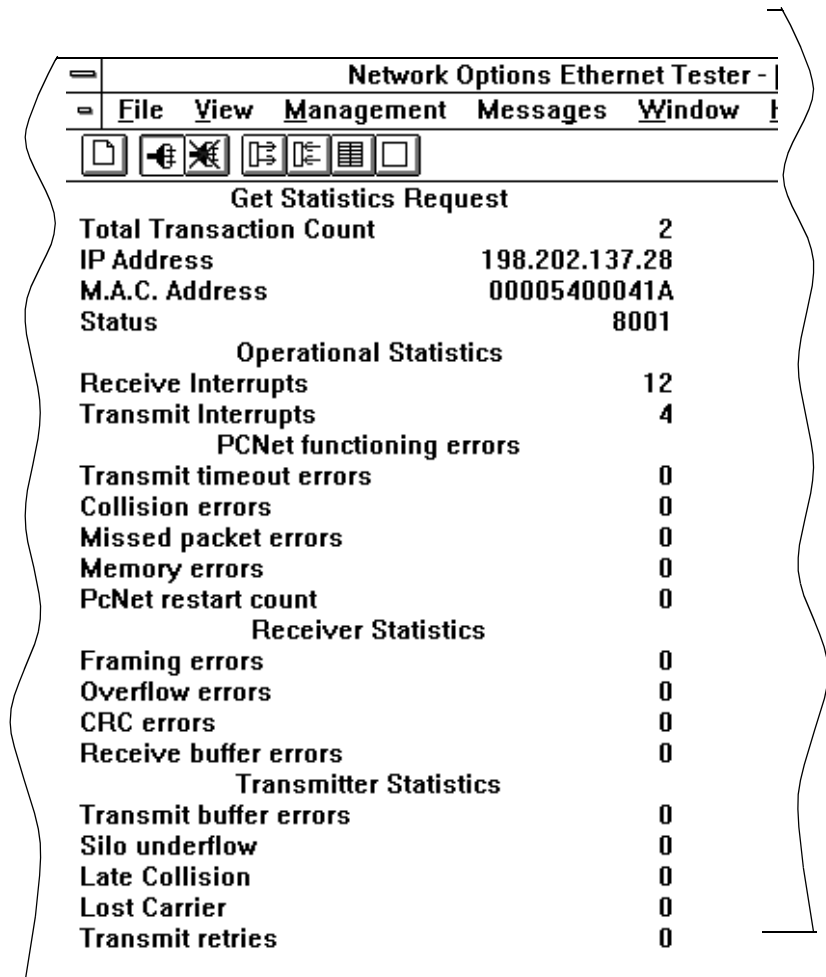 Network Options Ethernet Tester -
File View Management Messages Window
Get Statistics Request
Total Transaction Count 2
IP Address 198.202.137.28
M.A.C. Address 00005400041A
Status 8001
Operational Statistics
Receive Interrupts 12
Transmit Interrupts 4
PCNet functioning errors
Transmit timeout errors 0
Collision errors 0
Missed packet errors 0
Memory errors 0
PcNet restart count 0
Receiver Statistics
Framing errors 0
Overflow errors 0
CRC errors 0
Receive buffer errors 0
Transmitter Statistics
Transmit buffer errors 0
Silo underflow 0
Late Collision 0
Lost Carrier 0
Transmit retries 0